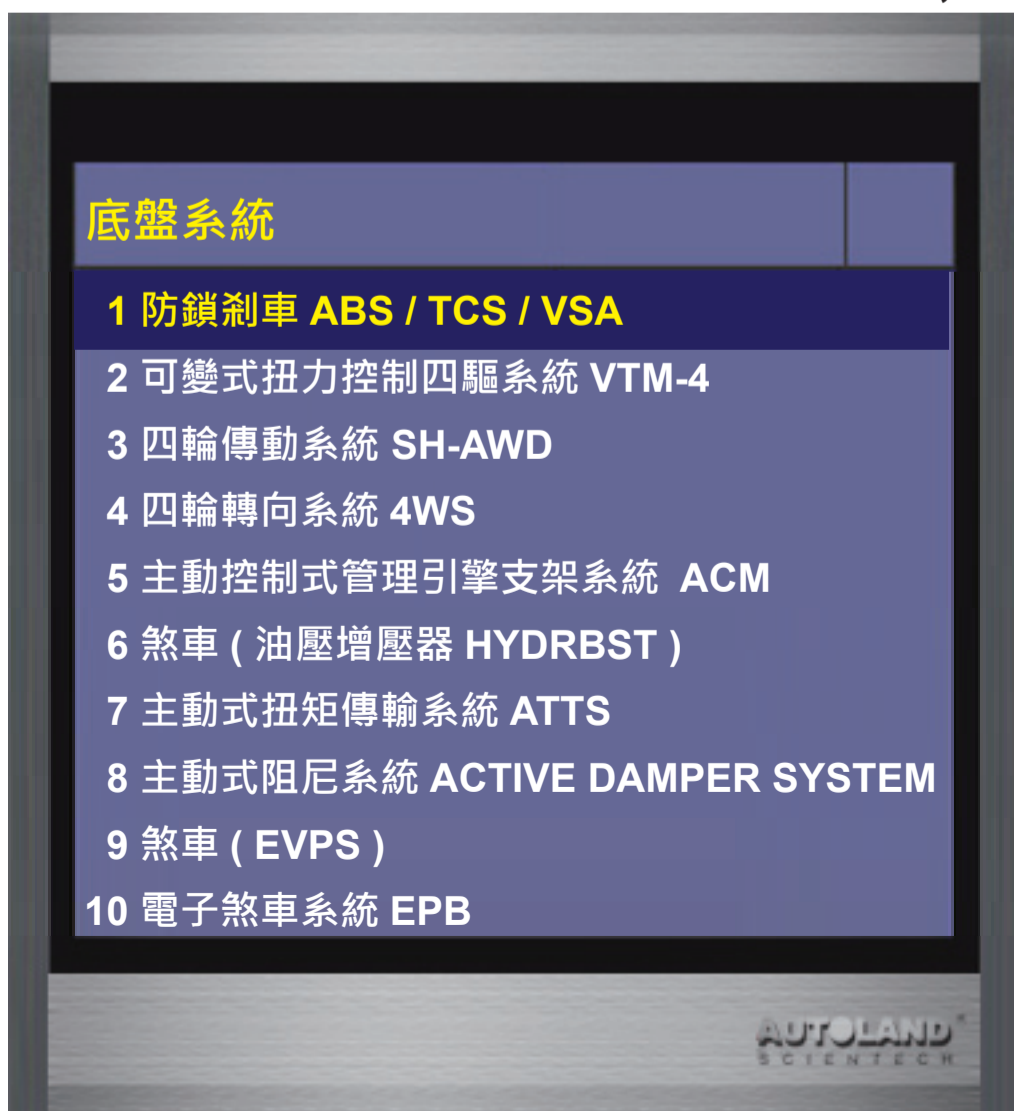 底盤系統
1 防鎖剎車 ABS / TCS / VSA
2 可變式扭力控制四驅系統 VTM-4
3 四輪傳動系統 SH-AWD
4 四輪轉向系統 4WS
5 主動控制式管理引擎支架系統 ACM
6 煞車 ( 油壓增壓器 HYDRBST )
7 主動式扭矩傳輸系統 ATTS
8 主動式阻尼系統 ACTIVE DAMPER SYSTEM
9 煞車 ( EVPS )
10 電子煞車系統 EPB
AUTOLAND
SCIENTECH